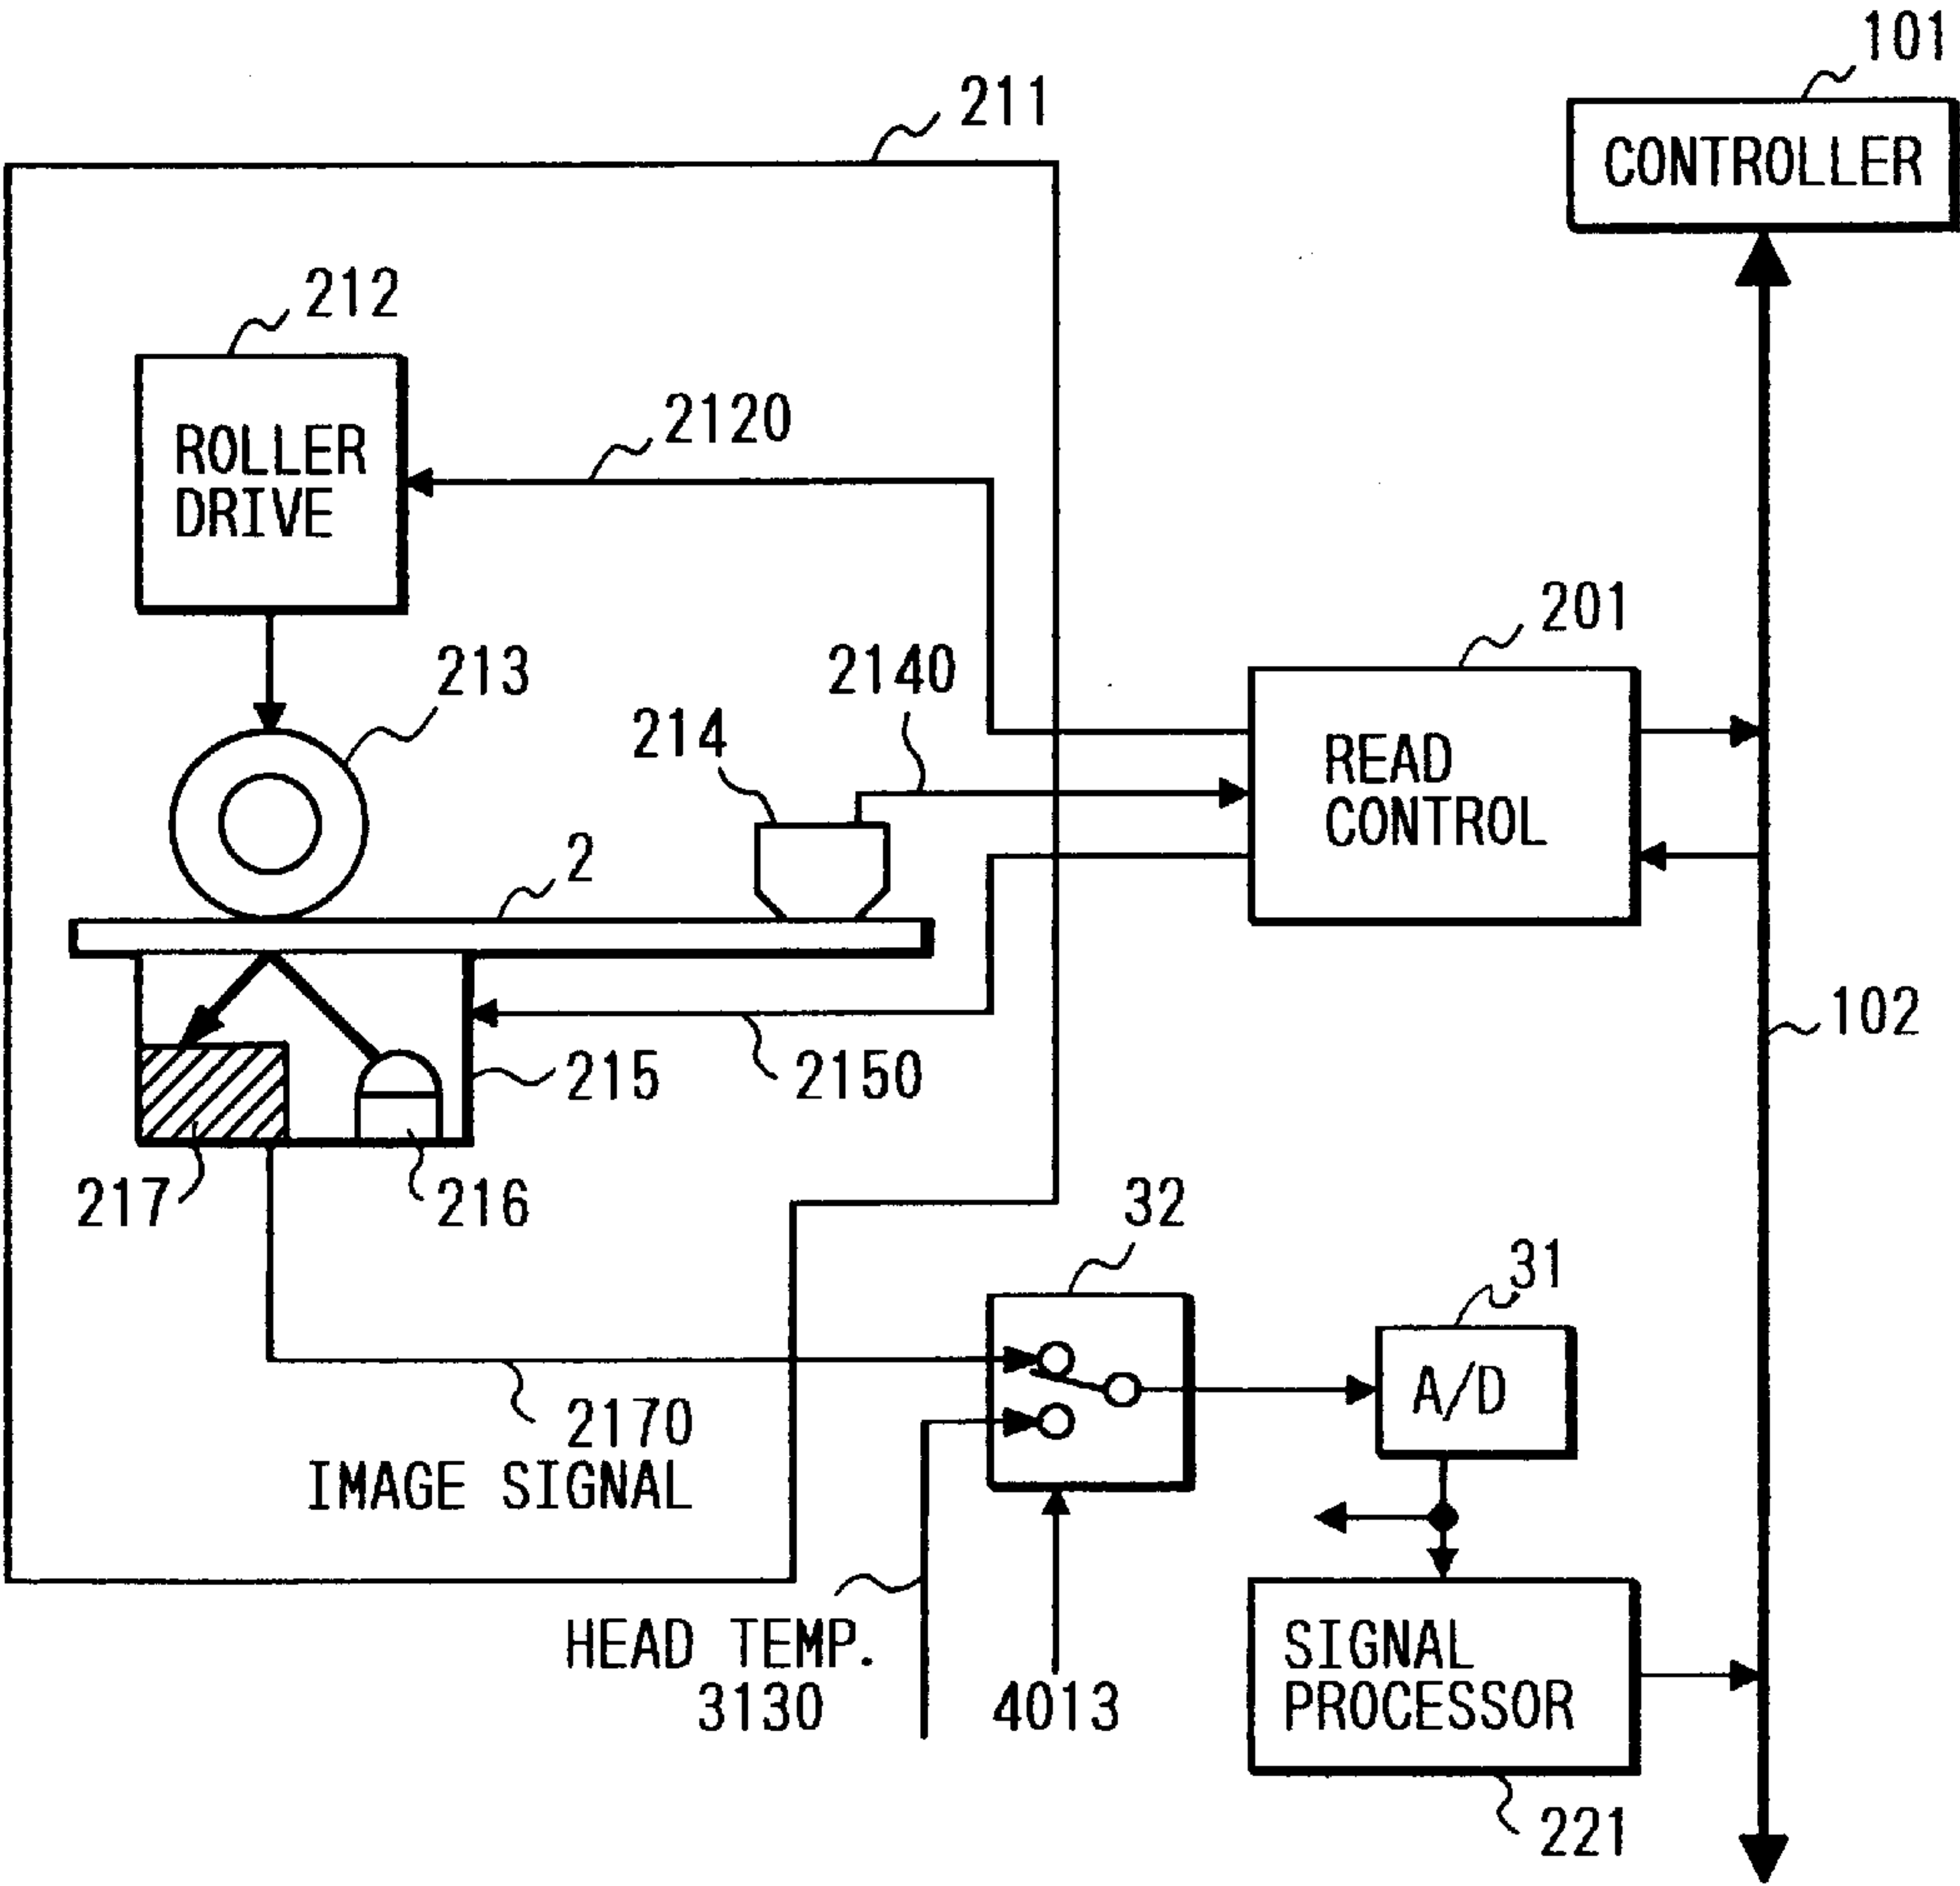 101
211
CONTROLLER
212
2120
ROLLER
DRIVE
201
213
2140
214
READ
CONTROL
2
102
215
2150
217
216
32
31
A/D
2170
IMAGE SIGNAL
HEAD TEMP.
3130
4013
SIGNAL
PROCESSOR
221